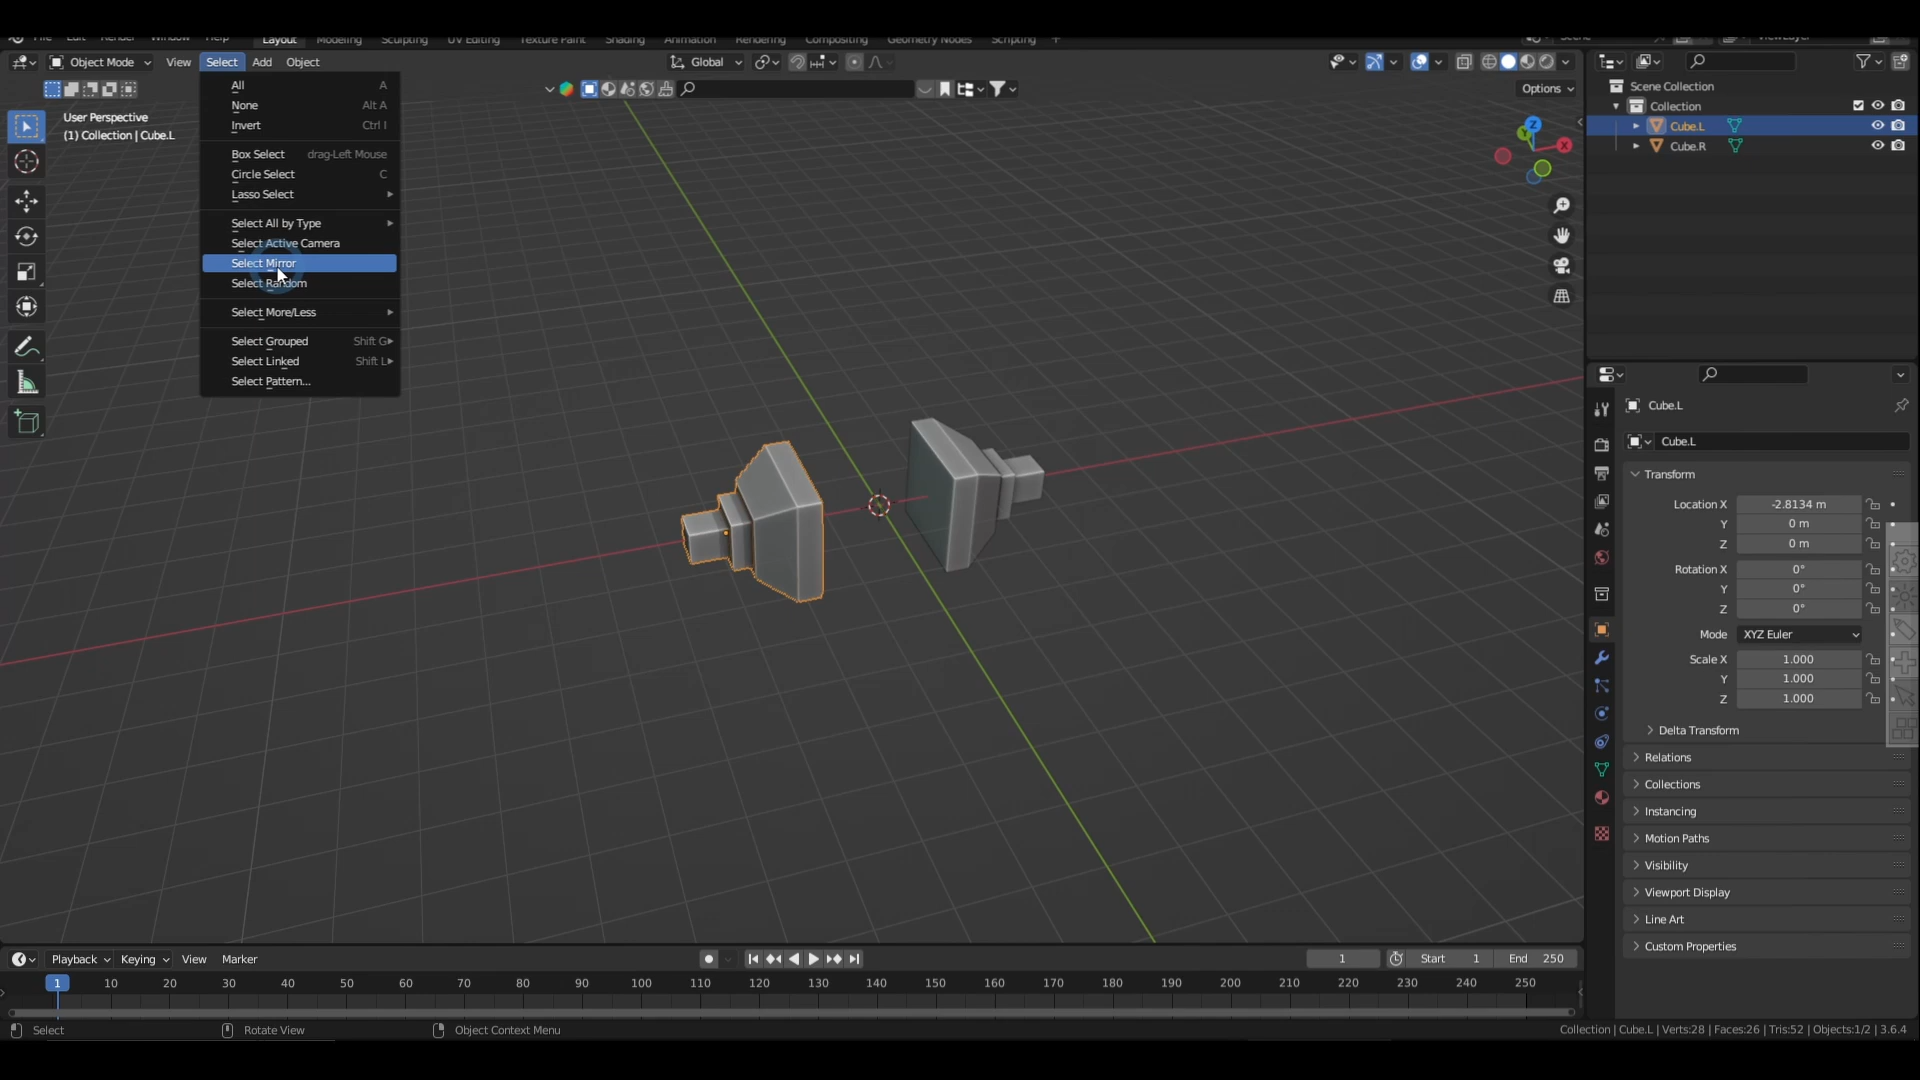 File Edit Render Window Help Layout Modeling Sculpting UV Editing Texture Paint Shading Animation Rendering Compositing Geometry Nodes Scripting + Scene ViewLayer
Object Mode View Select Add Object Global
Options
All A
None Alt A
Invert Ctrl I
Box Select drag-Left Mouse
Circle Select C
Lasso Select
Select All by Type
Select Active Camera
Select Mirror
Select Random
Select More/Less
Select Grouped Shift G
Select Linked Shift L
Select Pattern...
User Perspective
(1) Collection | Cube.L
Z
Y
X
Scene Collection
Collection
Cube.L
Cube.R
Cube.L
Cube.L
Transform
Location X -2.8134 m
Y 0 m
Z 0 m
Rotation X 0°
Y 0°
Z 0°
Mode XYZ Euler
Scale X 1.000
Y 1.000
Z 1.000
Delta Transform
Relations
Collections
Instancing
Motion Paths
Visibility
Viewport Display
Line Art
Custom Properties
Playback Keying View Marker 1 Start 1 End 250
1 10 20 30 40 50 60 70 80 90 100 110 120 130 140 150 160 170 180 190 200 210 220 230 240 250
Select Rotate View Object Context Menu Collection | Cube.L | Verts:28 | Faces:26 | Tris:52 | Objects:1/2 | 3.6.4